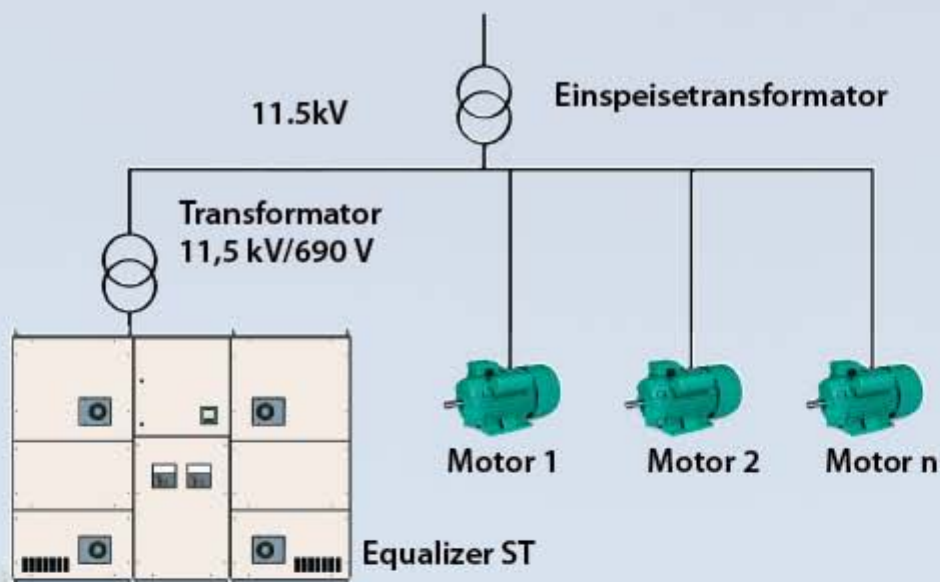 Einspeisetransformator
11.5kV
Transformator
11,5 kV/690 V
Motor 1
Motor 2
Motor n
Equalizer ST